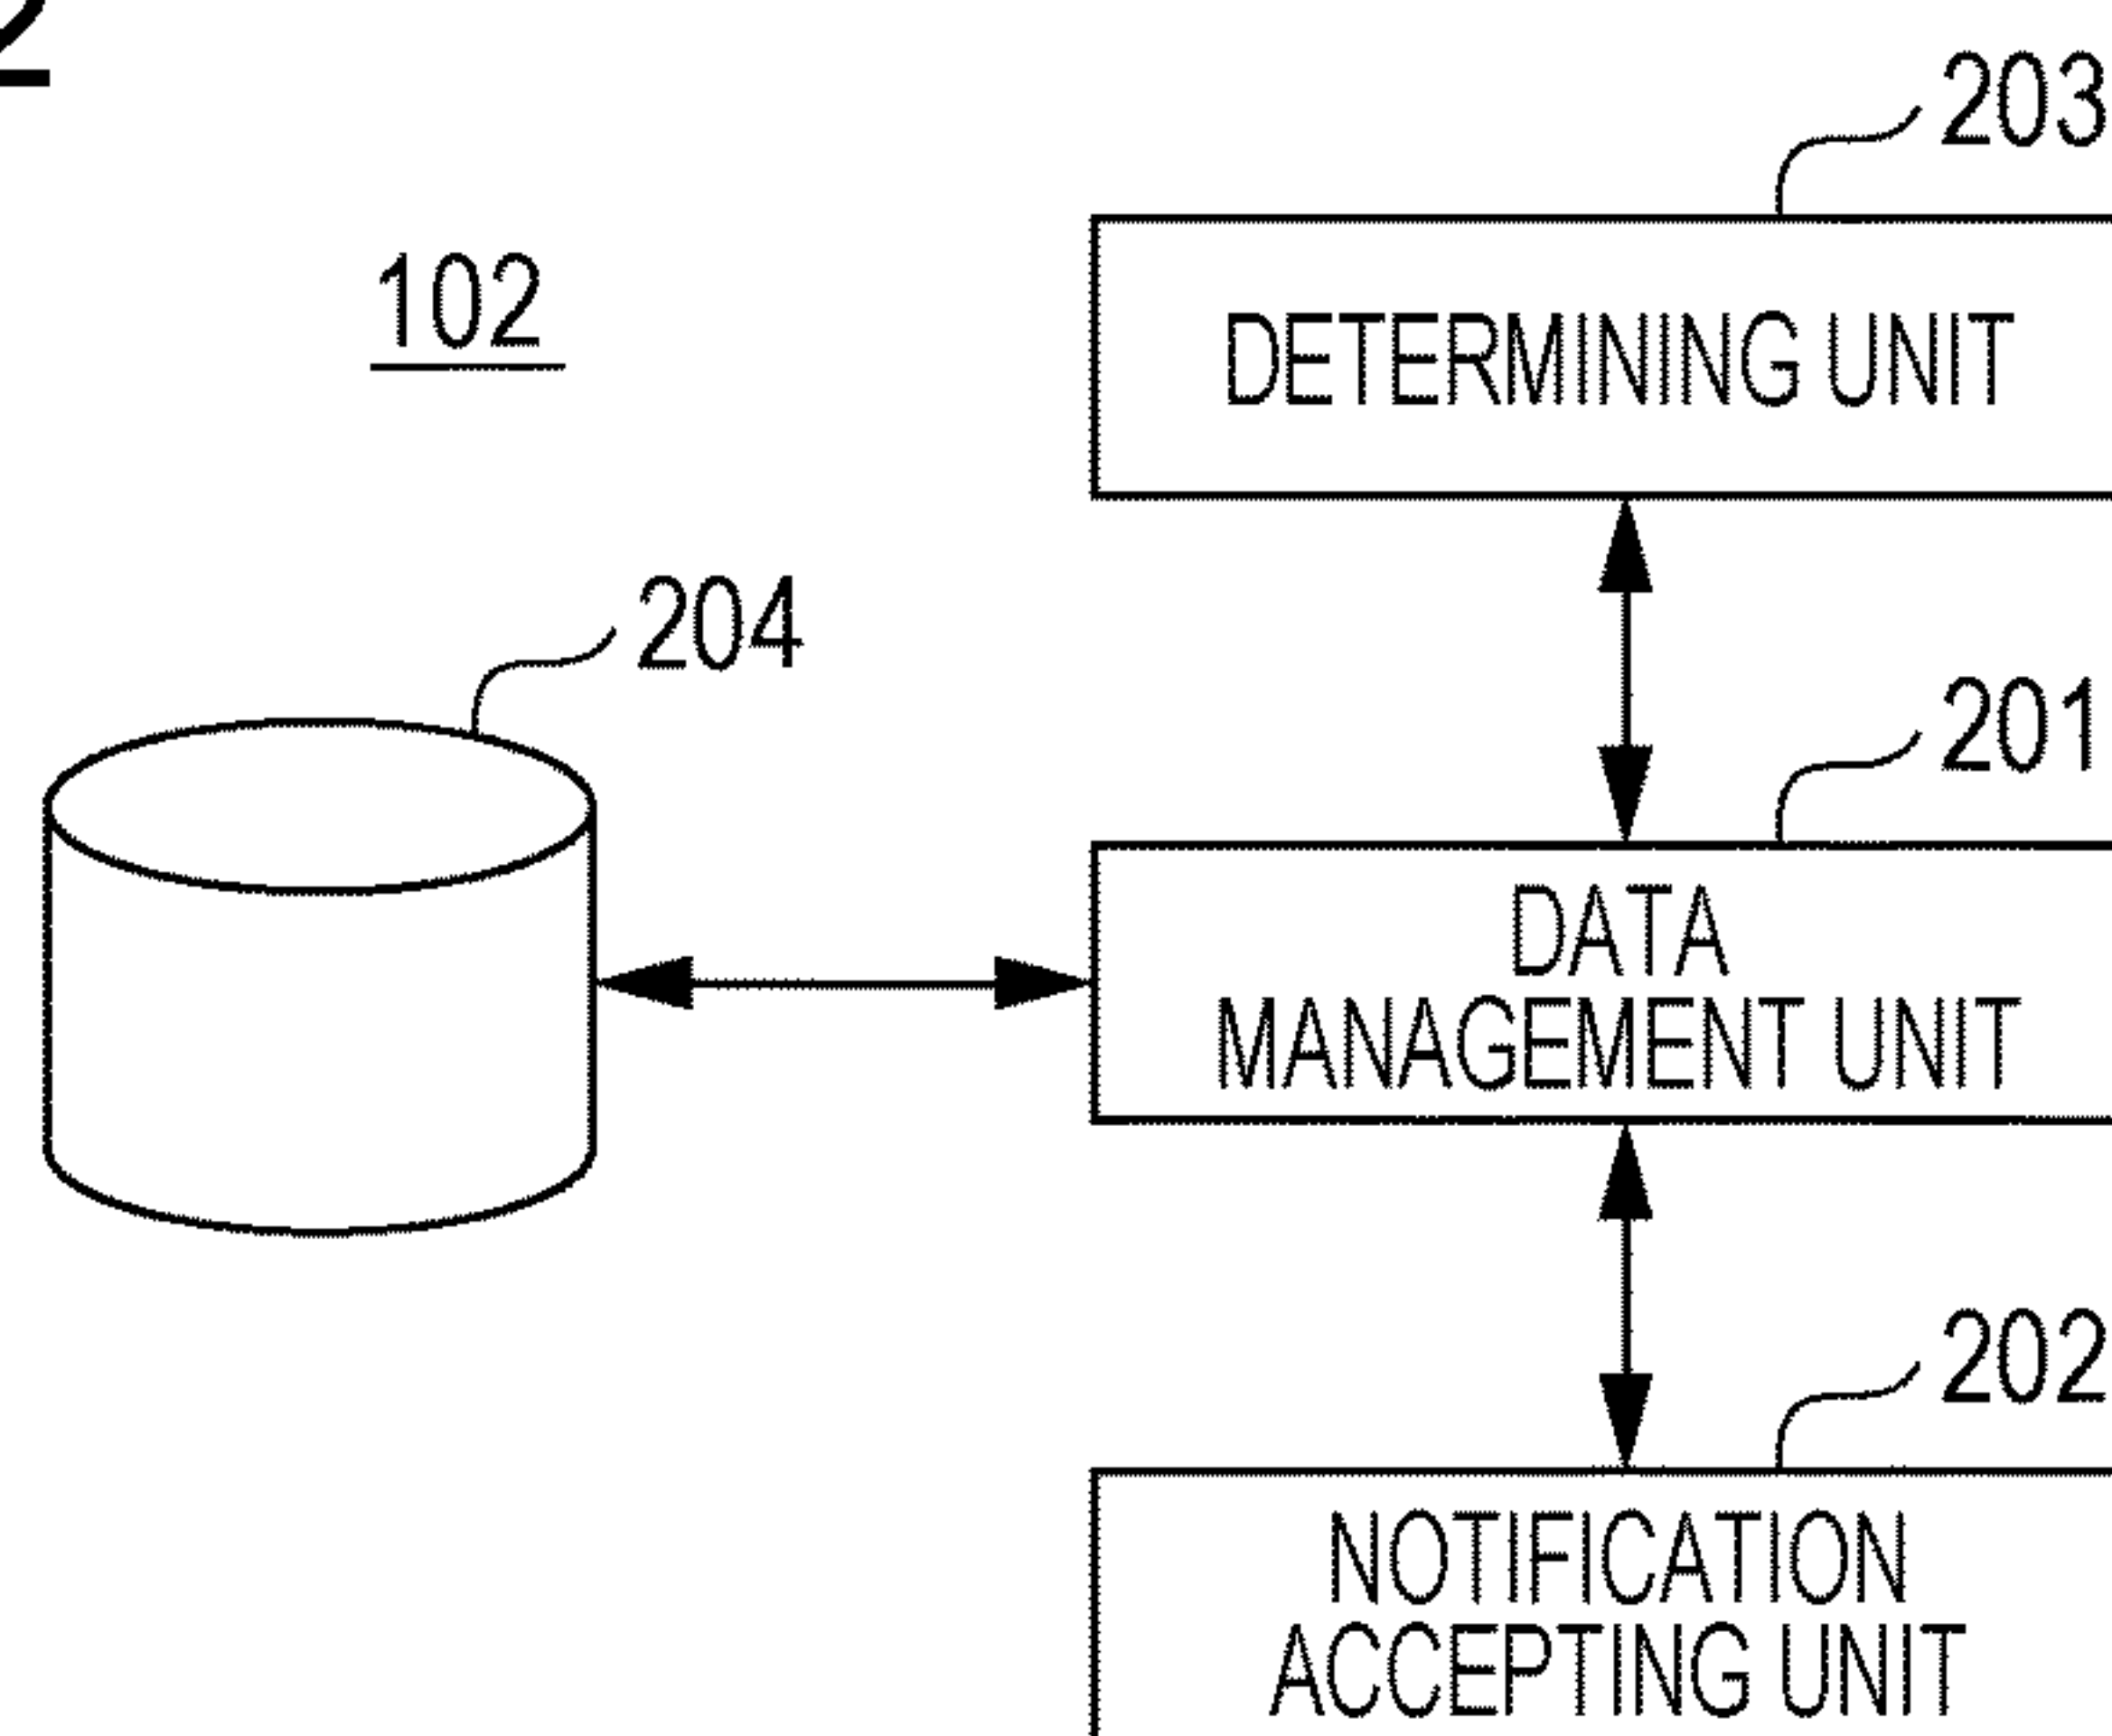 2
203
102
DETERMINING UNIT
204
201
DATA
MANAGEMENT UNIT
202
NOTIFICATION
ACCEPTING UNIT